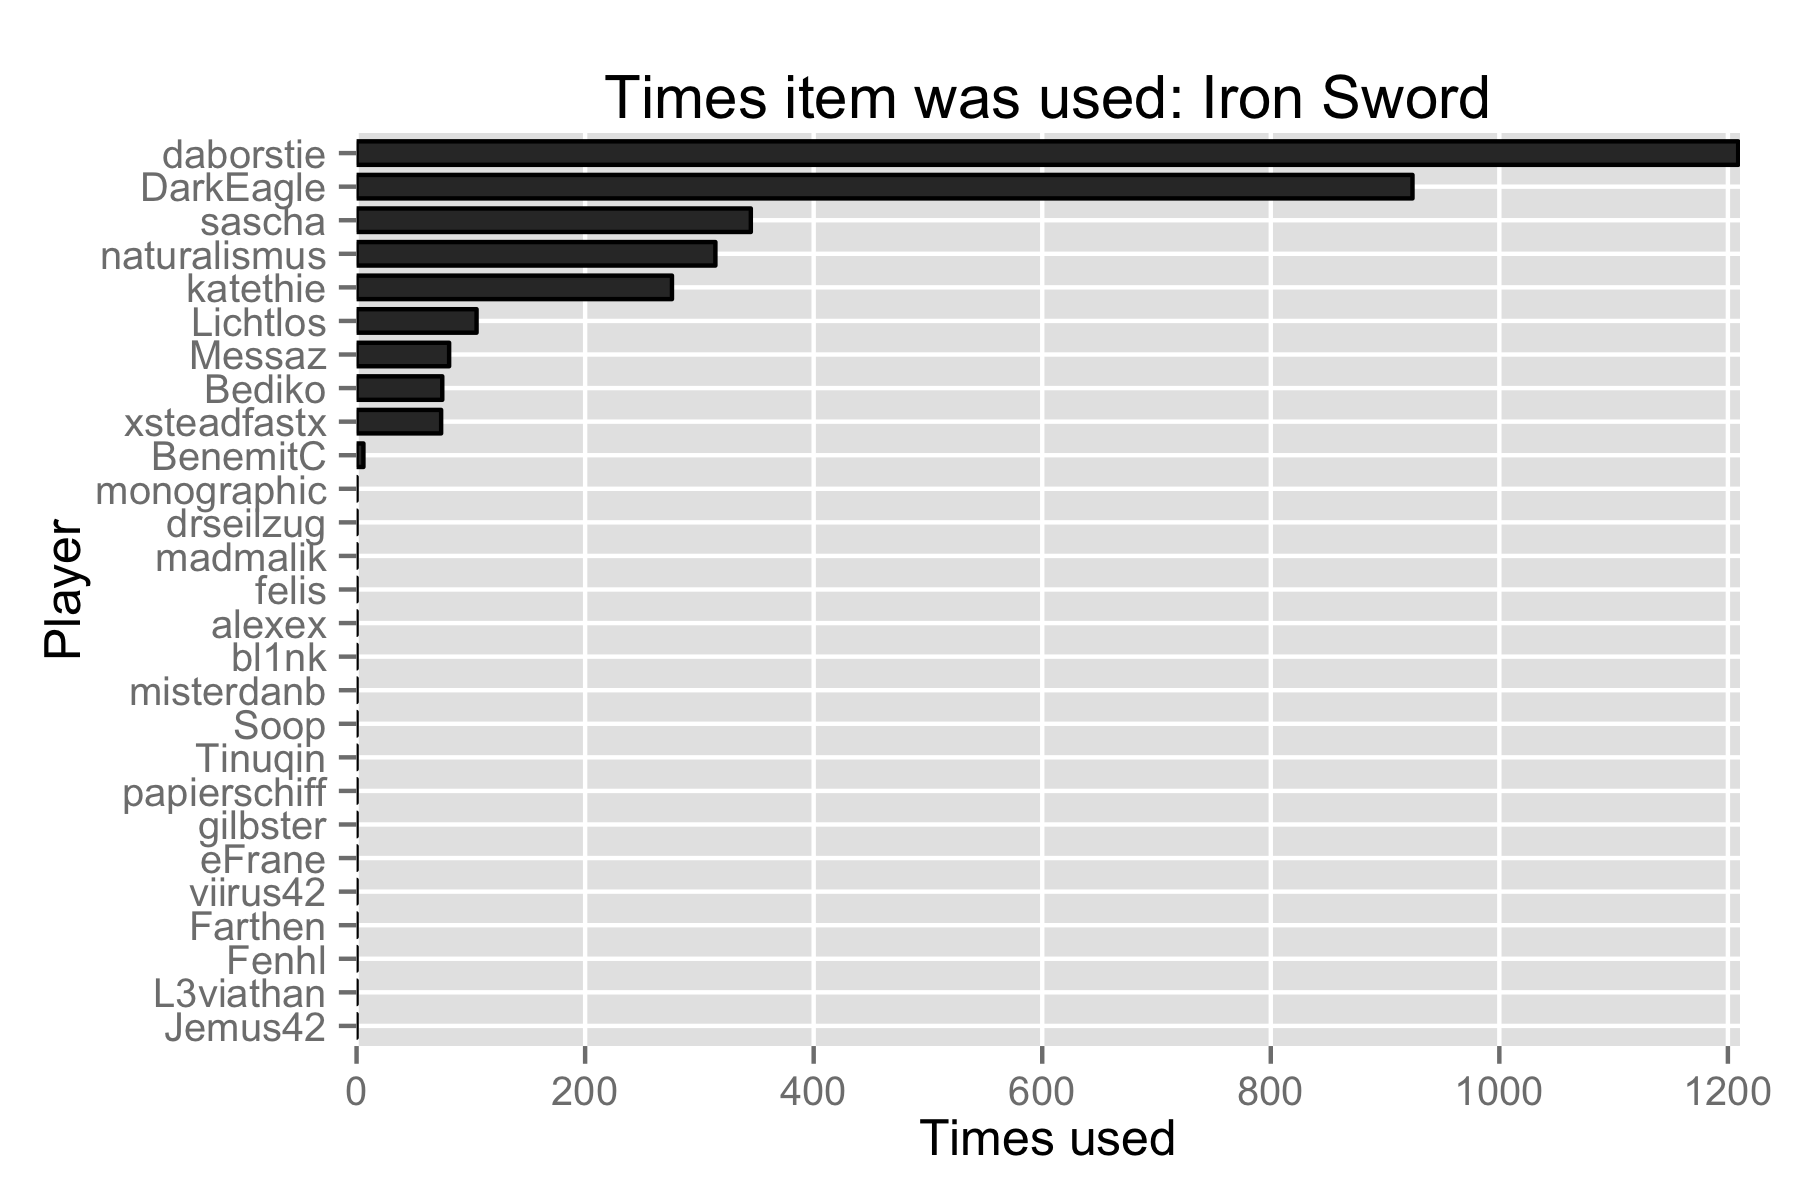 Times item was used: Iron Sword
daborstie
DarkEagle
sascha
naturalismus
katethie
Lichtlos
Messaz
Bediko
xsteadfastx
BenemitC
monographic
drseilzug
madmalik
felis
alexex
bl1nk
misterdanb
Soop
Tinuqin
papierschiff
gilbster
eFrane
viirus42
Farthen
Fenhl
L3viathan
Jemus42
Player
0 200 400 600 800 1000 1200
Times used